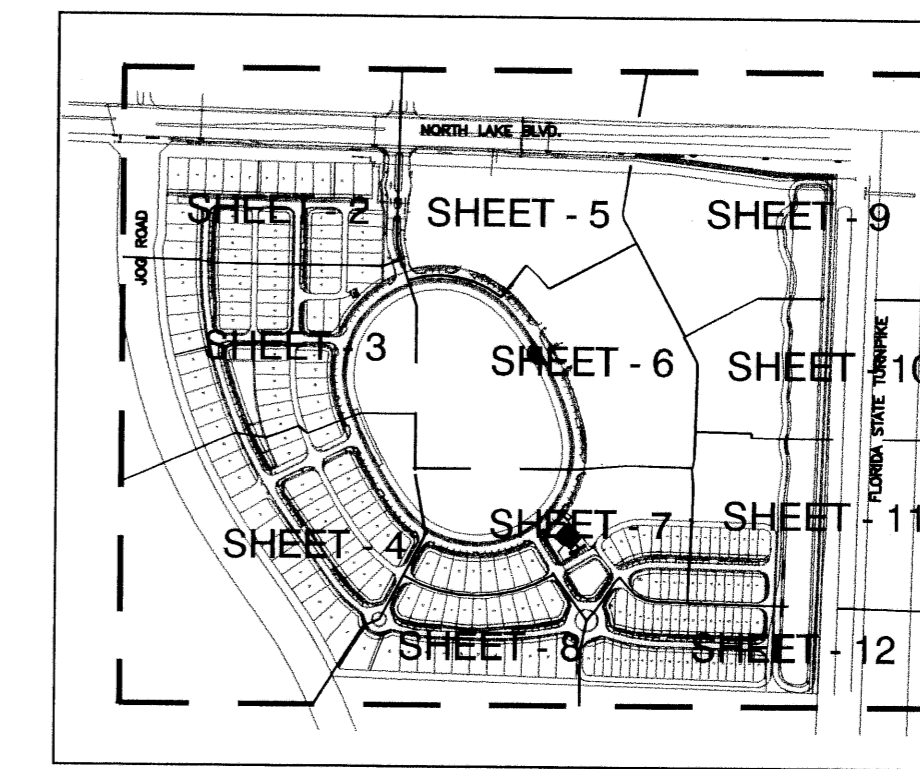 NORTH LAKE BLVD.
SHEET - 2
SHEET - 5
SHEET - 9
JOG ROAD
SHEET 3
SHEET - 6
SHEET - 10
FLORIDA STATE TURNPIKE
SHEET - 4
SHEET - 7
SHEET - 11
SHEET - 8
SHEET - 12